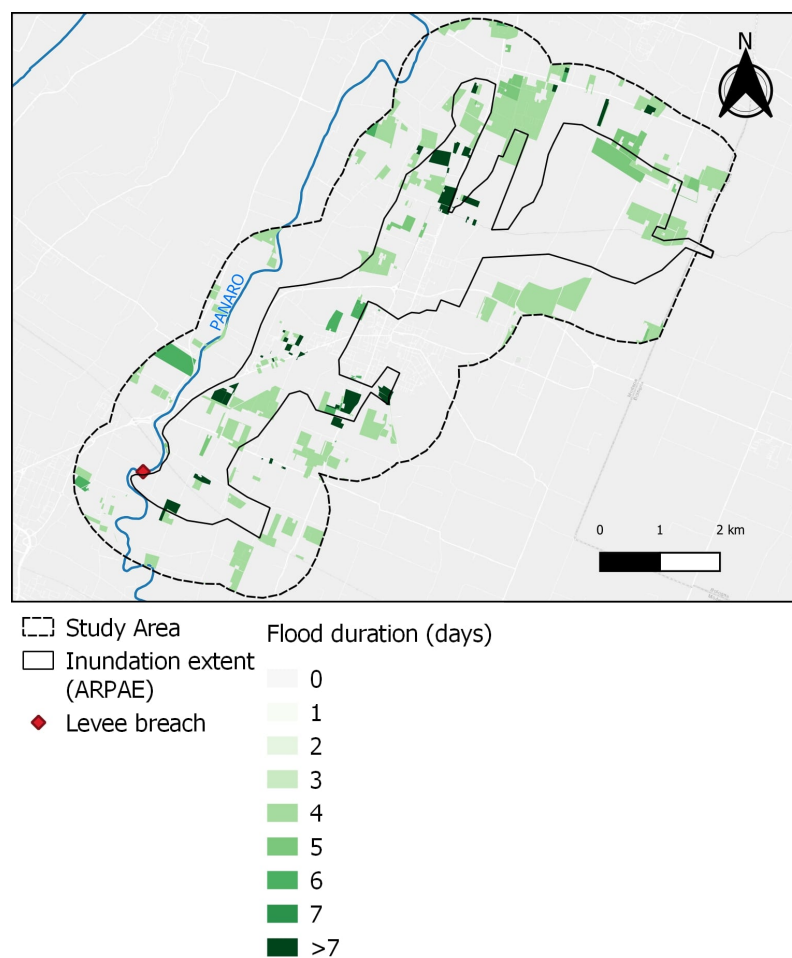 N
PANARO
0 1 2 km
Study Area
Inundation extent
(ARPAE)
Levee breach
Flood duration (days)
0
1
2
3
4
5
6
7
>7